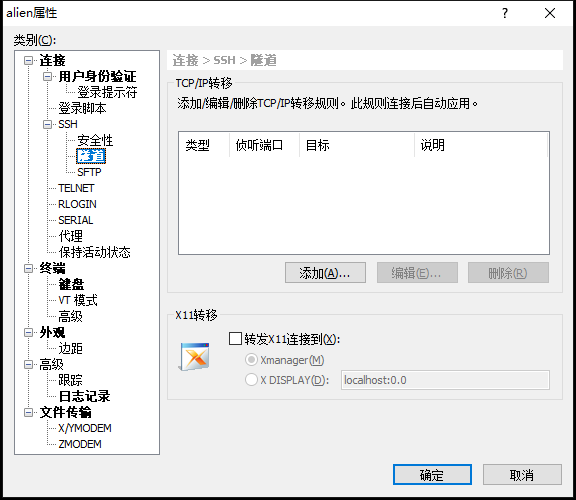 alien属性
类别(C):
连接
用户身份验证
登录提示符
登录脚本
SSH
安全性
隧道
SFTP
TELNET
RLOGIN
SERIAL
代理
保持活动状态
终端
键盘
VT 模式
高级
外观
边距
高级
跟踪
日志记录
文件传输
X/YMODEM
ZMODEM
连接 > SSH > 隧道
TCP/IP转移
添加/编辑/删除TCP/IP转移规则。此规则连接后自动应用。
类型 侦听端口 目标 说明
添加(A)... 编辑(E)... 删除(R)
X11转移
转发X11连接到(X):
Xmanager(M)
X DISPLAY(D): localhost:0.0
确定 取消